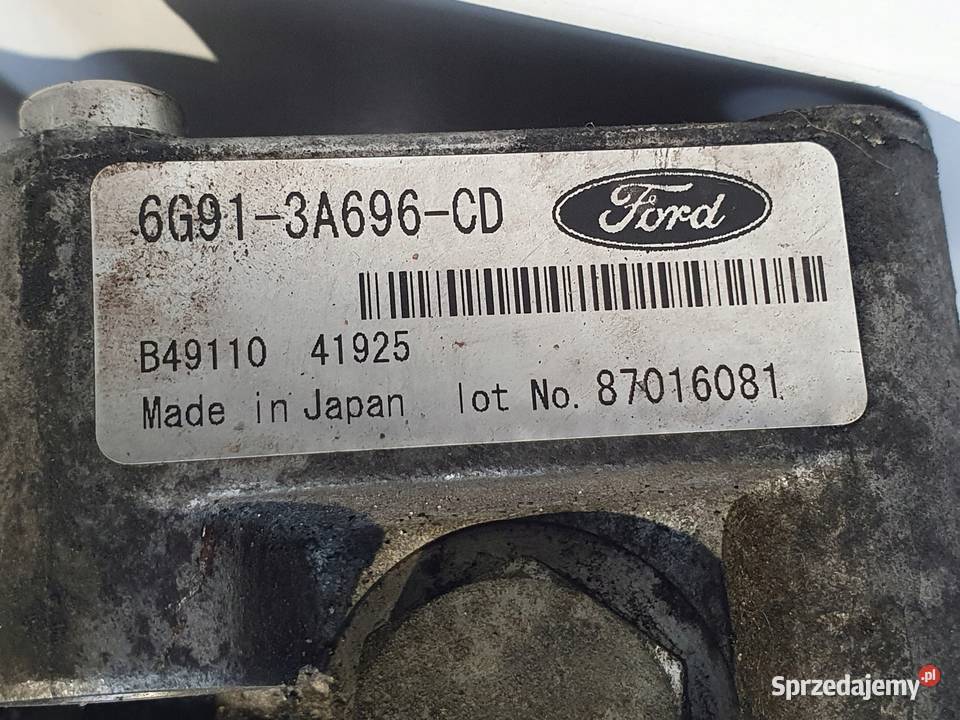 6G91-3A696-CD
Ford
B49110 41925
Made in Japan lot No. 87016081
Sprzedajemy.pl